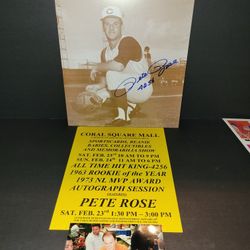 Pete Rose
4256
CORAL SQUARE MALL
SPORTSCARDS, BEANIE
BABIES, COLLECTIBLES
AND MEMORABILIA SHOW
SAT. FEB. 23RD 10 AM TO 9 PM
SUN. FEB. 24TH 11 AM TO 6 PM
ALL TIME HIT KING-4256
1963 ROOKIE of the YEAR
1973 NL MVP AWARD
AUTOGRAPH SESSION
FEATURING
PETE ROSE
SAT. FEB. 23RD 1:30 PM - 3:00 PM